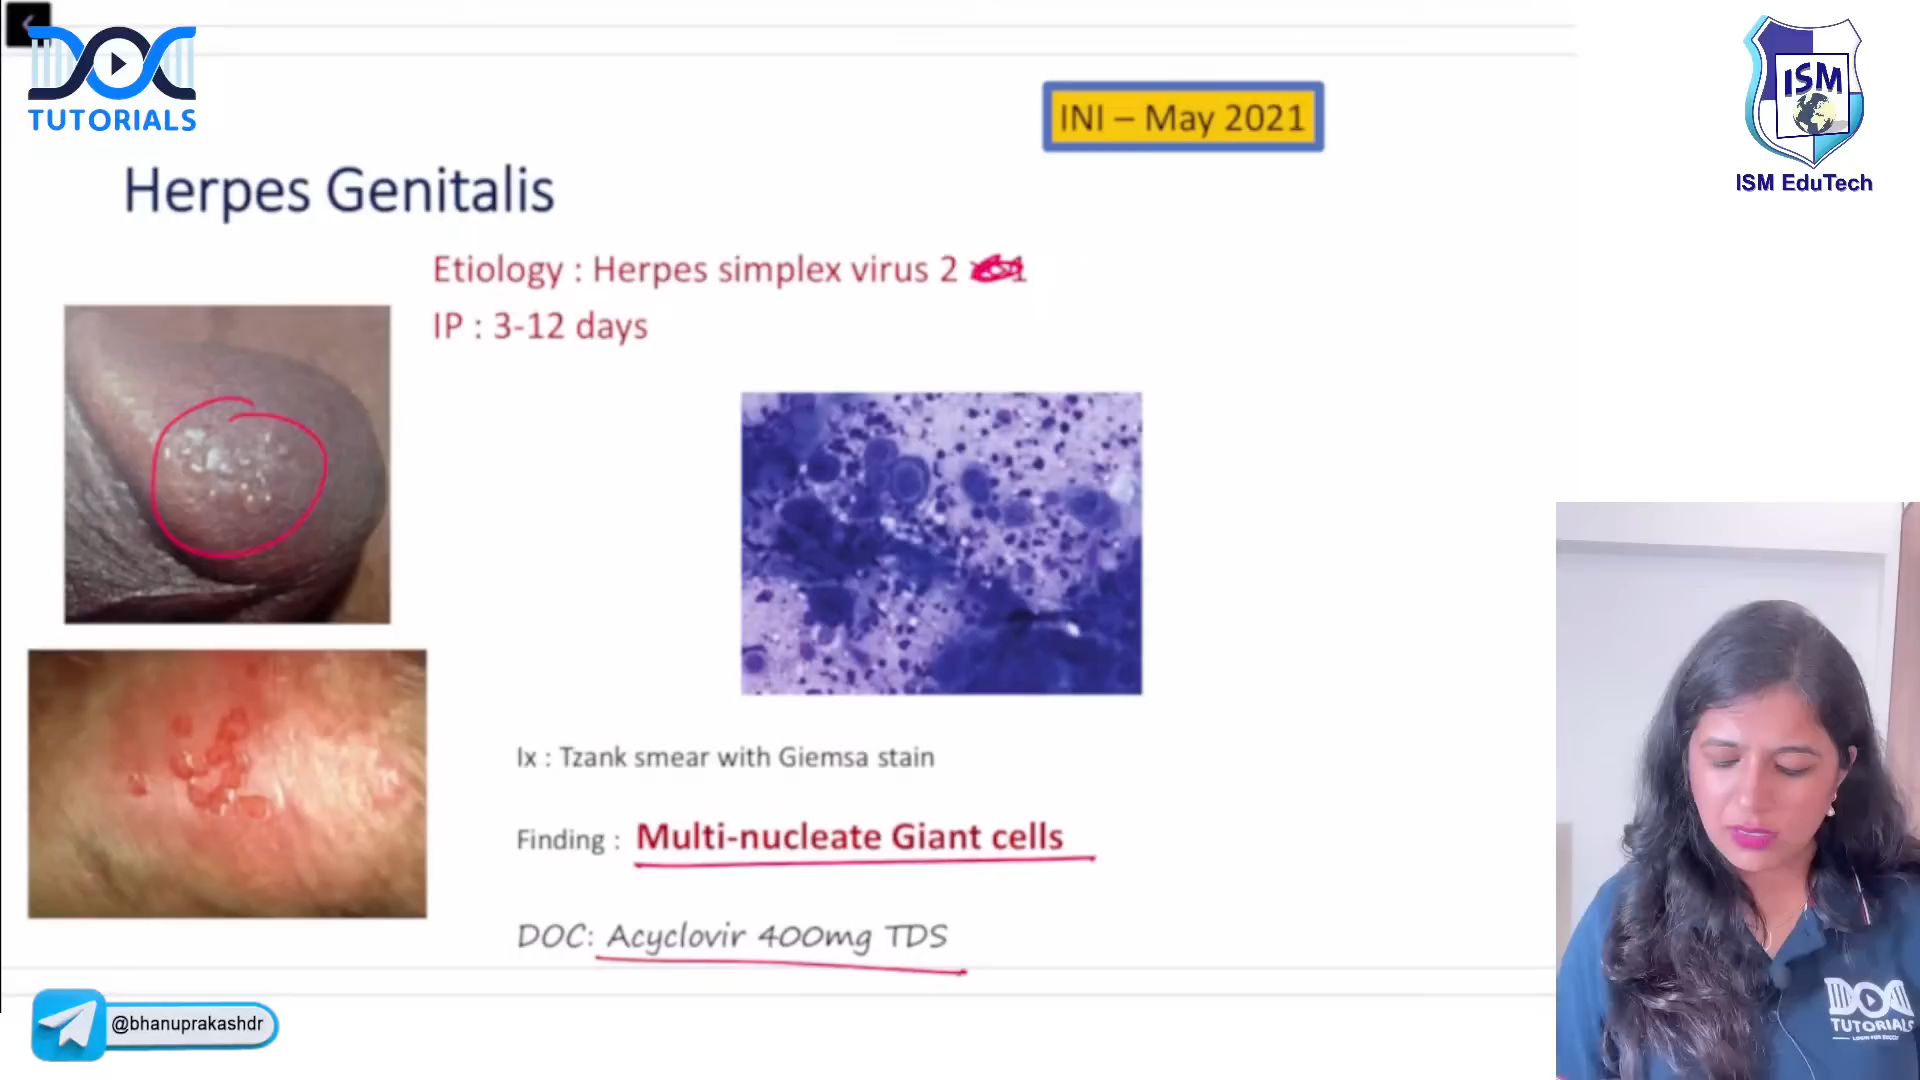 DOC
TUTORIALS
INI – May 2021
ISM
ISM EduTech
Herpes Genitalis
Etiology : Herpes simplex virus 2
IP : 3-12 days
Ix : Tzank smear with Giemsa stain
Finding : Multi-nucleate Giant cells
DOC: Acyclovir 400mg TDS
@bhanuprakashdr
DOC
TUTORIALS